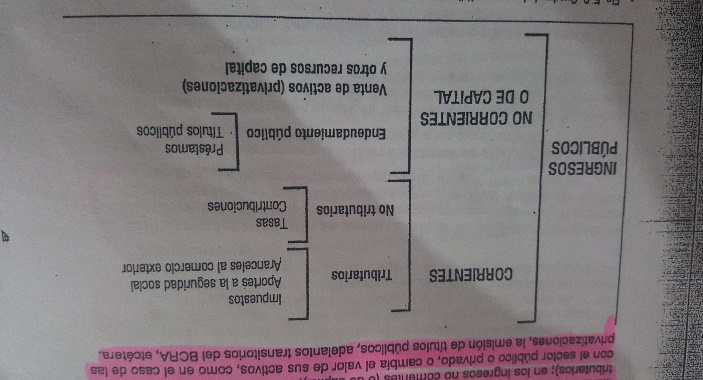 tributarios); en los ingresos no corrientes (o de
con el sector público o privado, o cambia el valor de sus activos, como en el caso de las
privatizaciones, la emisión de títulos públicos, adelantos transitorios del BCRA, etcétera.
INGRESOS
PÚBLICOS
CORRIENTES
Tributarios
Impuestos
Aportes a la seguridad social
Aranceles al comercio exterior
No tributarios
Tasas
Contribuciones
NO CORRIENTES
O DE CAPITAL
Endeudamiento público
Préstamos
Títulos públicos
Venta de activos (privatizaciones)
y otros recursos de capital